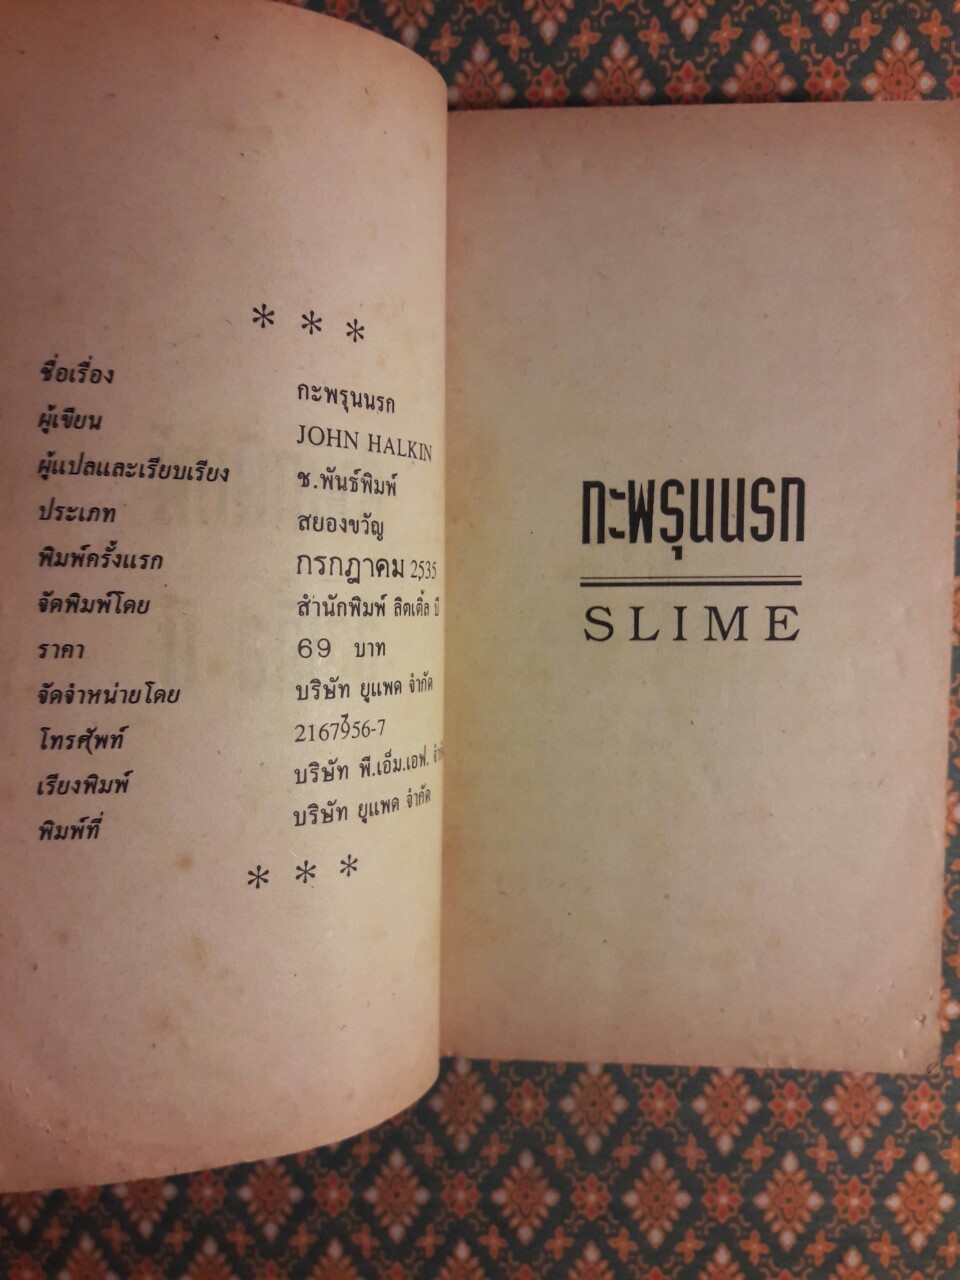 * * *
ชื่อเรื่อง กะพรุนนรก
ผู้เขียน JOHN HALKIN
ผู้แปลและเรียบเรียง ช.พันธ์พิมพ์
ประเภท สยองขวัญ
พิมพ์ครั้งแรก กรกฎาคม 2535
จัดพิมพ์โดย สำนักพิมพ์ ลิตเติ้ล
ราคา 69 บาท
จัดจำหน่ายโดย บริษัท ยูแพด จำกัด
โทรศัพท์ 2167956-7
เรียงพิมพ์ บริษัท พี.เอ็ม.เอฟ.
พิมพ์ที่ บริษัท ยูแพด จำกัด
* * *
กะพรุนนรก
SLIME